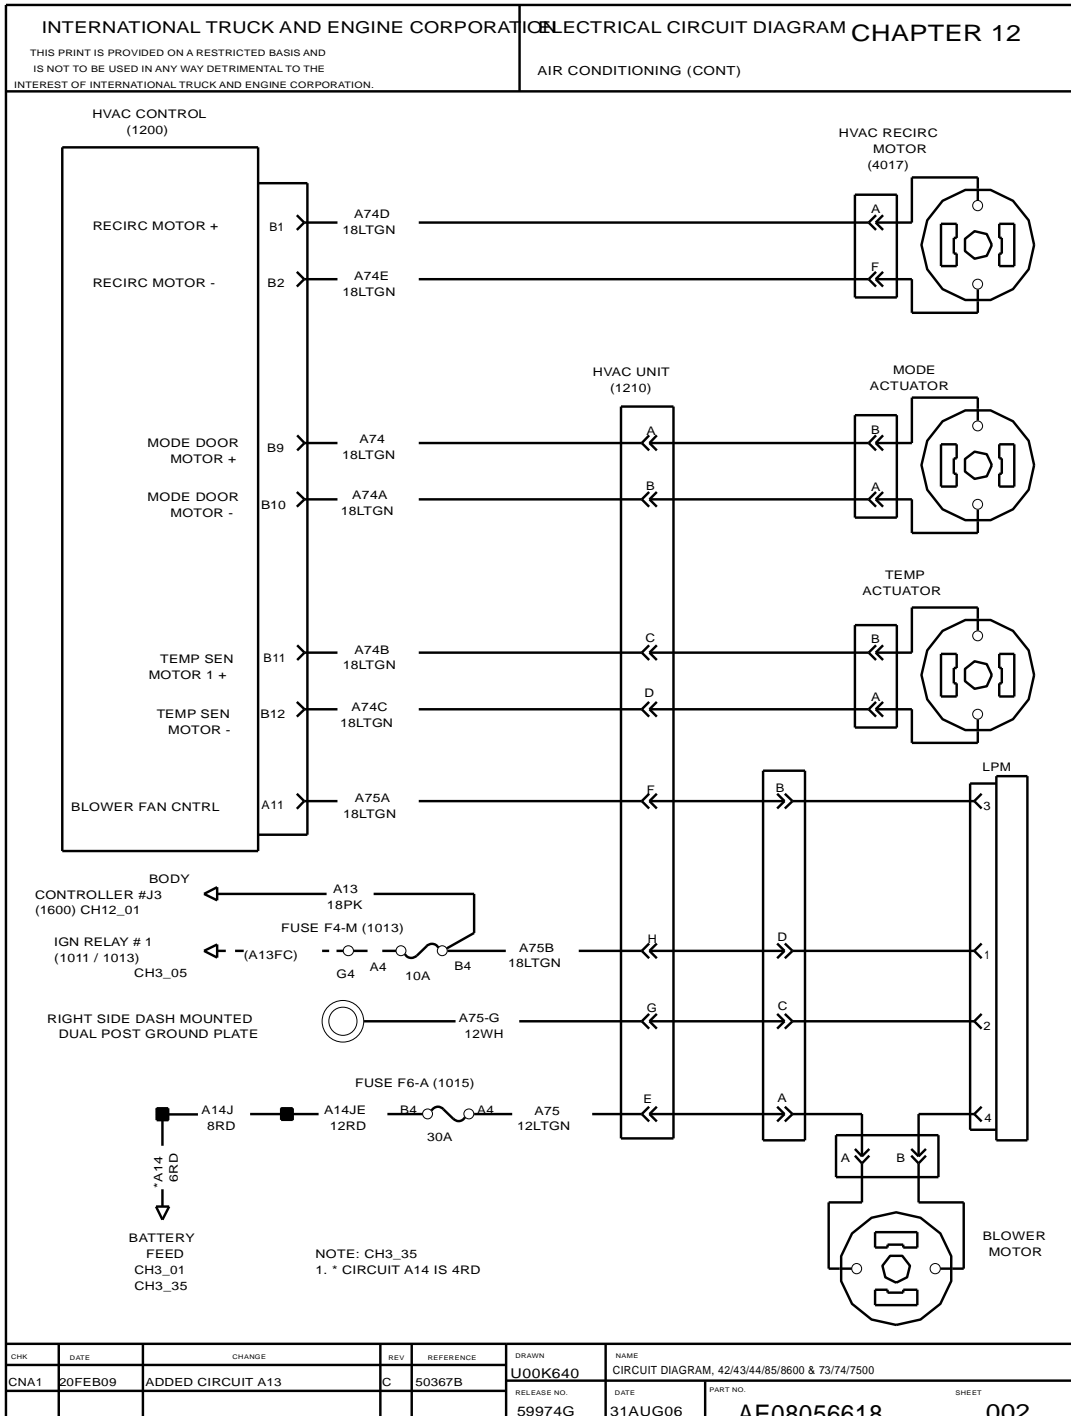 INTERNATIONAL TRUCK AND ENGINE CORPORATION
ELECTRICAL CIRCUIT DIAGRAM
CHAPTER 12
THIS PRINT IS PROVIDED ON A RESTRICTED BASIS AND
IS NOT TO BE USED IN ANY WAY DETRIMENTAL TO THE
INTEREST OF INTERNATIONAL TRUCK AND ENGINE CORPORATION.
AIR CONDITIONING (CONT)
HVAC CONTROL
(1200)
HVAC RECIRC
MOTOR
(4017)
RECIRC MOTOR +
B1
A74D
18LTGN
A
RECIRC MOTOR -
B2
A74E
18LTGN
F
HVAC UNIT
(1210)
MODE
ACTUATOR
MODE DOOR
MOTOR +
B9
A74
18LTGN
A
B
MODE DOOR
MOTOR -
B10
A74A
18LTGN
B
A
TEMP
ACTUATOR
TEMP SEN
MOTOR 1 +
B11
A74B
18LTGN
C
B
TEMP SEN
MOTOR -
B12
A74C
18LTGN
D
A
LPM
BLOWER FAN CNTRL
A11
A75A
18LTGN
F
B
3
BODY
CONTROLLER #J3
(1600) CH12_01
A13
18PK
FUSE F4-M (1013)
IGN RELAY # 1
(1011 / 1013)
CH3_05
(A13FC)
G4
A4
10A
B4
A75B
18LTGN
H
D
1
RIGHT SIDE DASH MOUNTED
DUAL POST GROUND PLATE
A75-G
12WH
G
C
2
FUSE F6-A (1015)
A14J
8RD
A14JE
12RD
B4
A4
30A
A75
12LTGN
E
A
4
*A14
6RD
A
B
BATTERY
FEED
CH3_01
CH3_35
NOTE: CH3_35
1. * CIRCUIT A14 IS 4RD
BLOWER
MOTOR
CHK
DATE
CHANGE
REV
REFERENCE
DRAWN
NAME
CNA1
20FEB09
ADDED CIRCUIT A13
C
50367B
U00K640
CIRCUIT DIAGRAM, 42/43/44/85/8600 & 73/74/7500
RELEASE NO.
DATE
PART NO.
SHEET
59974G
31AUG06
AE08056618
002